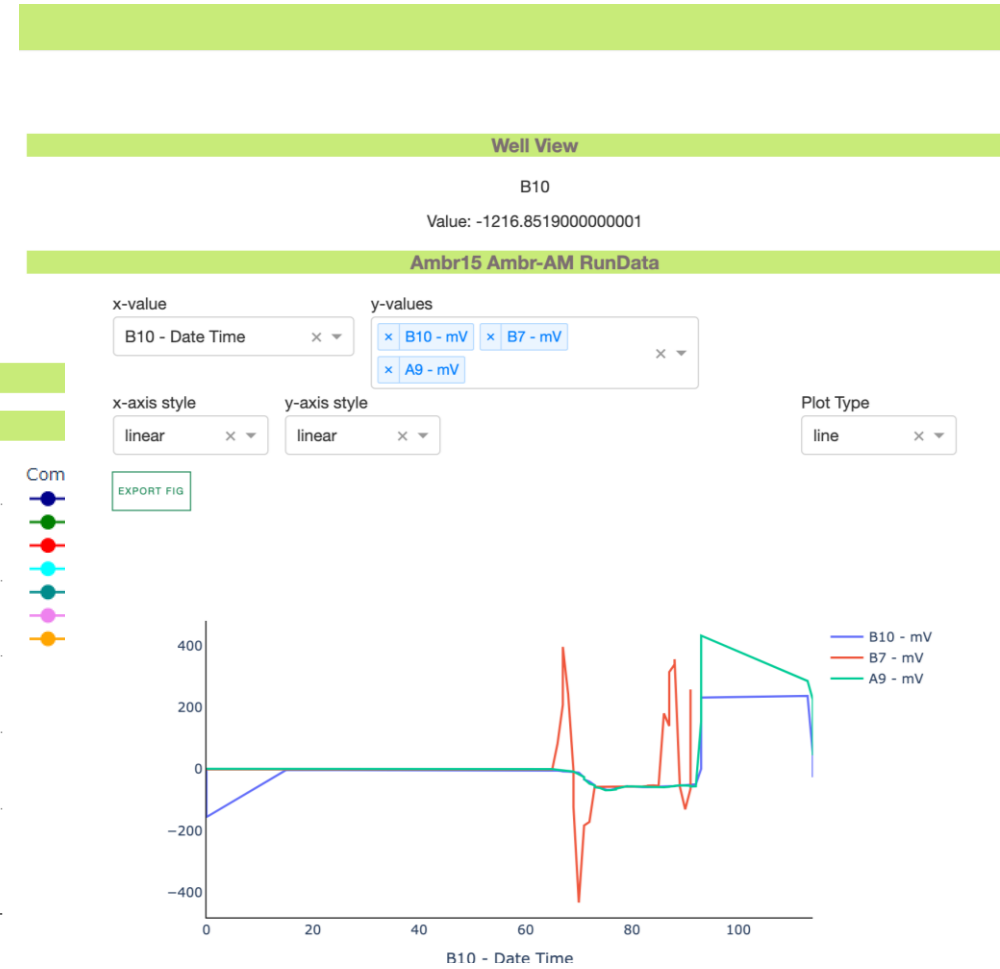 Well View
B10
Value: -1216.8519000000001
Ambr15 Ambr-AM RunData
x-value
y-values
B10 - Date Time
× B10 - mV × B7 - mV
× A9 - mV
x-axis style
y-axis style
Plot Type
linear
linear
line
Com
EXPORT FIG
400
200
0
−200
−400
0 20 40 60 80 100
B10 - Date Time
B10 - mV
B7 - mV
A9 - mV